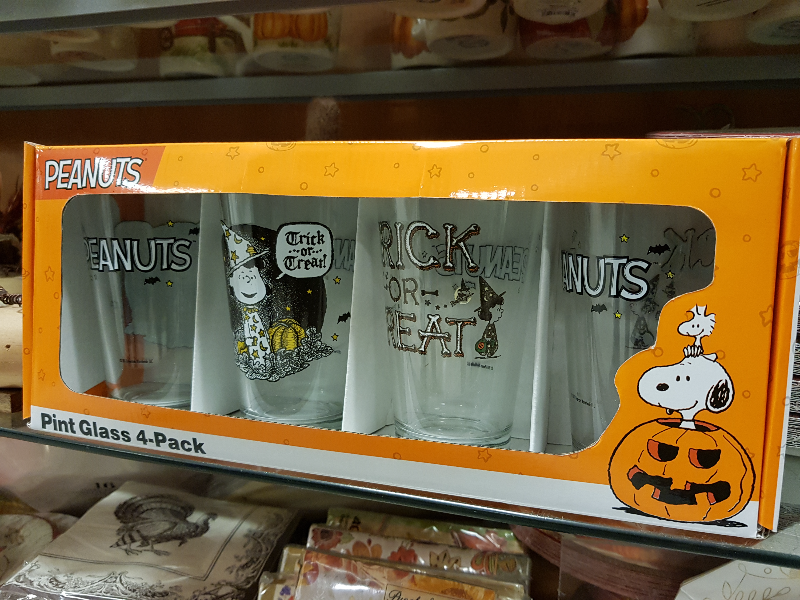 PEANUTS
PEANUTS
Trick
or
Treat!
RICK
OR-
REAT
EANUTS
Pint Glass 4-Pack